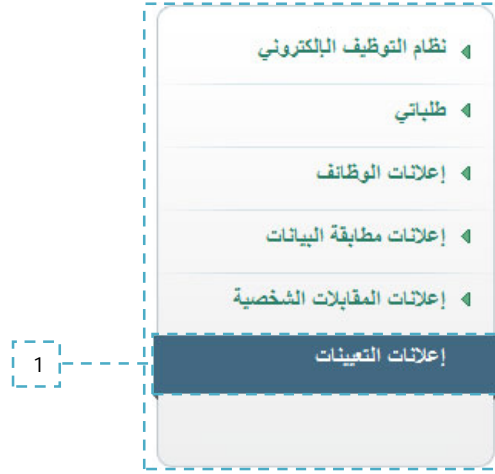 نظام التوظيف الإلكتروني
طلباتي
إعلانات الوظائف
إعلانات مطابقة البيانات
إعلانات المقابلات الشخصية
إعلانات التعيينات
1